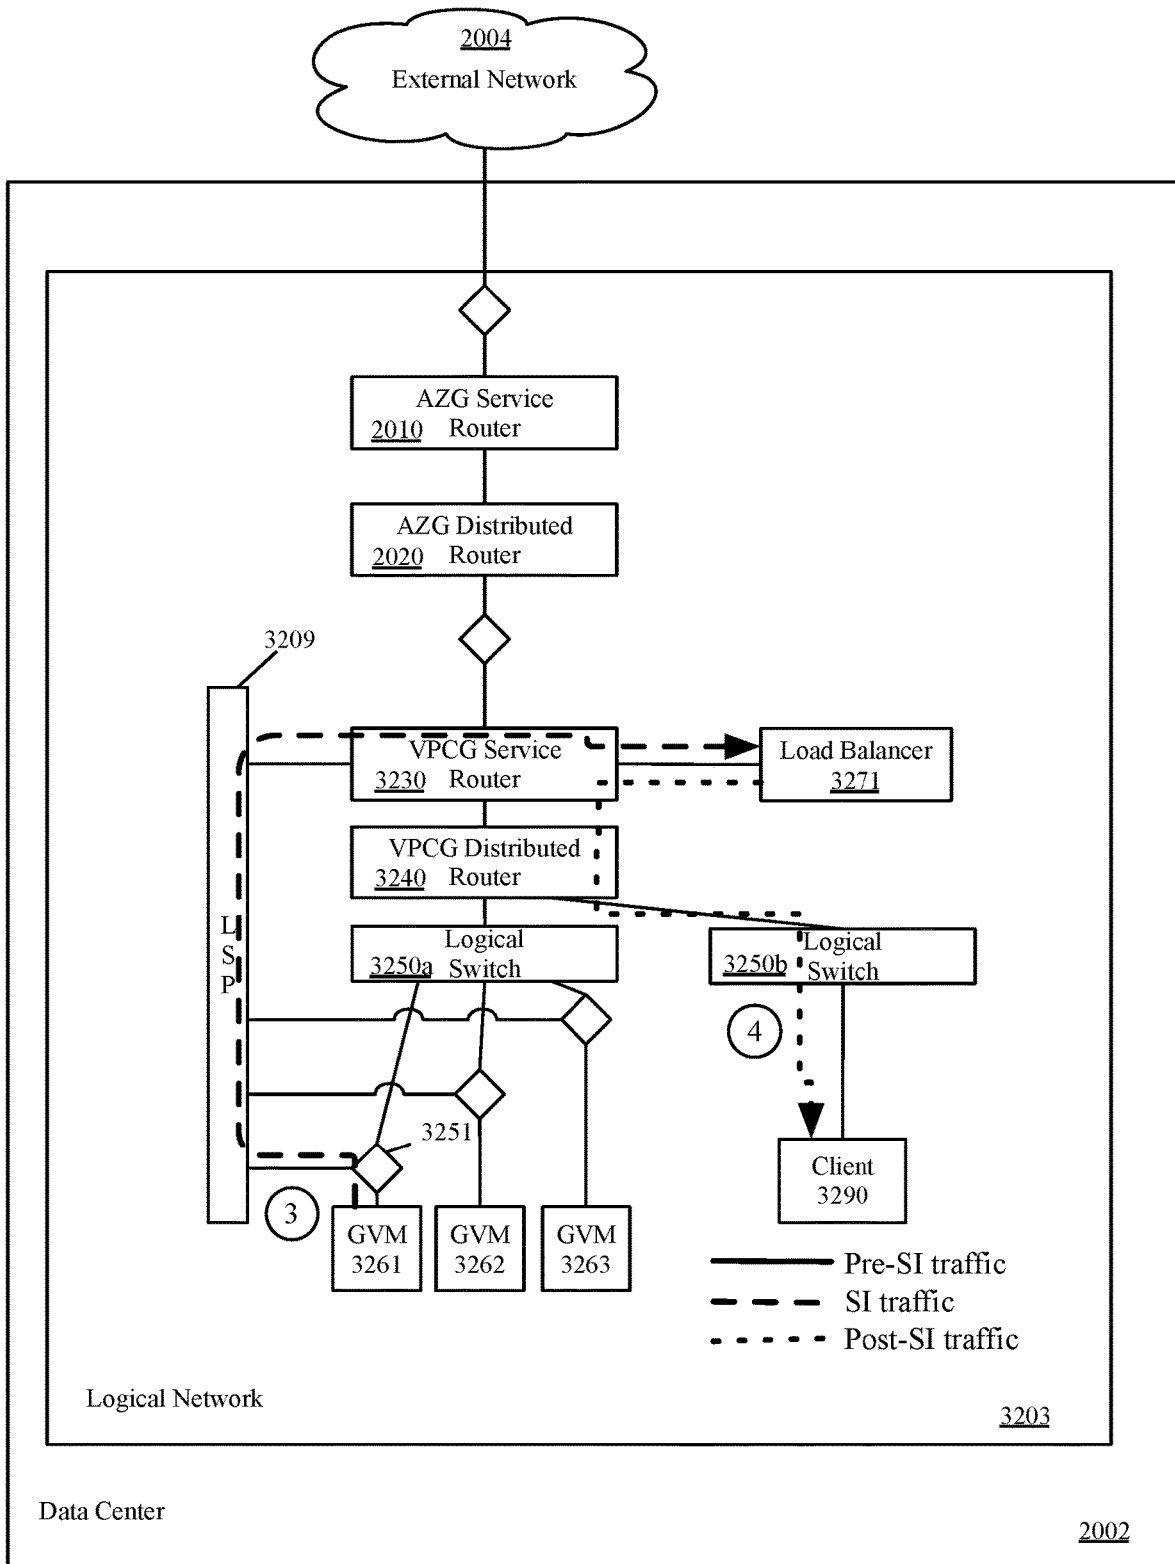 2004
External Network
AZG Service
2010 Router
AZG Distributed
2020 Router
3209
VPCG Service
3230 Router
Load Balancer
3271
VPCG Distributed
3240 Router
LSP
Logical
3250a Switch
Logical
3250b Switch
4
3251
3
GVM
3261
GVM
3262
GVM
3263
Client
3290
Pre-SI traffic
SI traffic
Post-SI traffic
Logical Network
3203
Data Center
2002